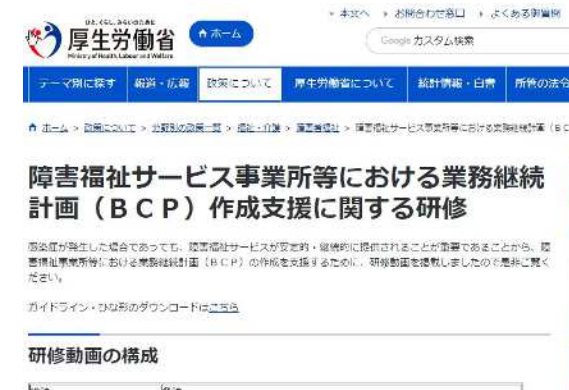 本文へ お問合わせ窓口 よくある御質問
ひと、くらし、みらいのために
厚生労働省
Ministry of Health, Labour and Welfare
ホーム
Google カスタム検索
テーマ別に探す 報道・広報 政策について 厚生労働省について 統計情報・白書 所管の法令
ホーム > 政策について > 分野別の政策一覧 > 福祉・介護 > 障害者福祉 > 障害福祉サービス事業所等における業務継続計画（BC
障害福祉サービス事業所等における業務継続
計画（ＢＣＰ）作成支援に関する研修
感染症が発生した場合であっても、障害福祉サービスが安定的・継続的に提供されることが重要であることから、障
害福祉事業所等における業務継続計画（BCP）の作成を支援するために、研修動画を掲載しましたので是非ご覧く
ださい。
ガイドライン・ひな形のダウンロードはこちら
研修動画の構成